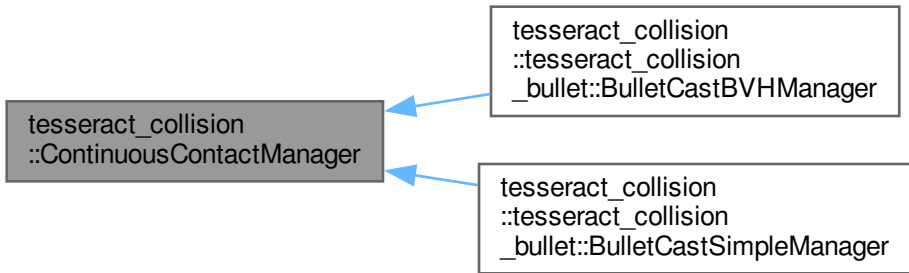 tesseract_collision
::tesseract_collision
_bullet::BulletCastBVHManager
tesseract_collision
::ContinuousContactManager
tesseract_collision
::tesseract_collision
_bullet::BulletCastSimpleManager